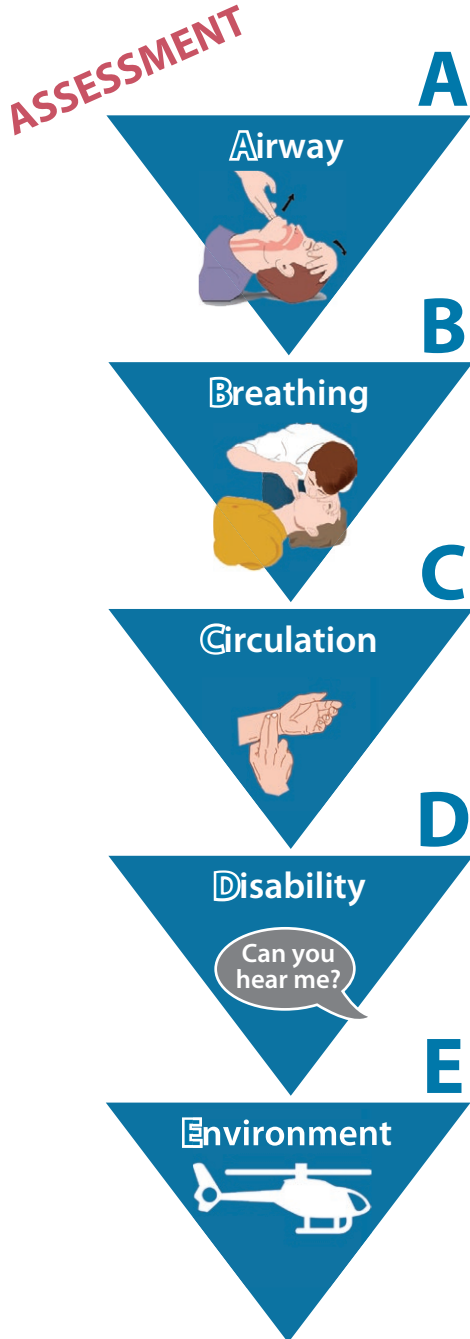 ASSESSMENT
A
Airway
B
Breathing
C
Circulation
D
Disability
Can you
hear me?
E
Environment